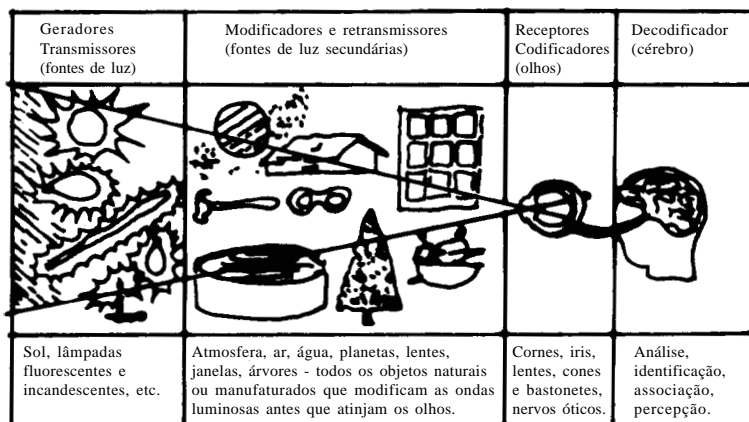 Geradores
Transmissores
(fontes de luz)
Modificadores e retransmissores
(fontes de luz secundárias)
Receptores
Codificadores
(olhos)
Decodificador
(cérebro)
Sol, lâmpadas
fluorescentes e
incandescentes, etc.
Atmosfera, ar, água, planetas, lentes,
janelas, árvores - todos os objetos naturais
ou manufaturados que modificam as ondas
luminosas antes que atinjam os olhos.
Cornes, iris,
lentes, cones
e bastonetes,
nervos óticos.
Análise,
identificação,
associação,
percepção.